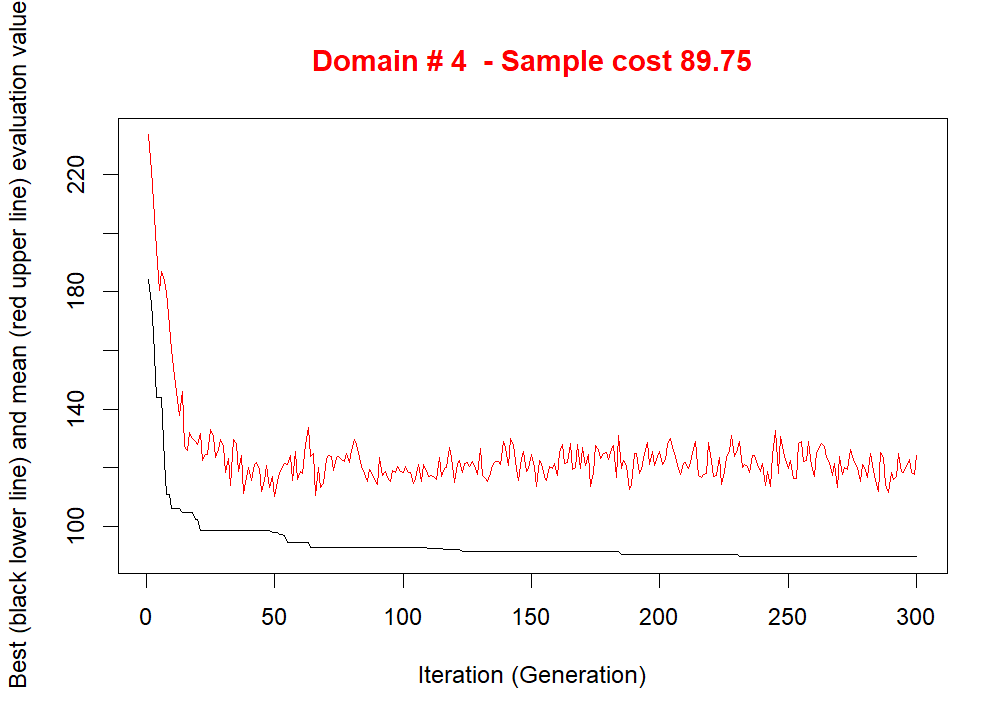 Domain # 4  - Sample cost 89.75
Best (black lower line) and mean (red upper line) evaluation value
220
180
140
100
0 50 100 150 200 250 300
Iteration (Generation)